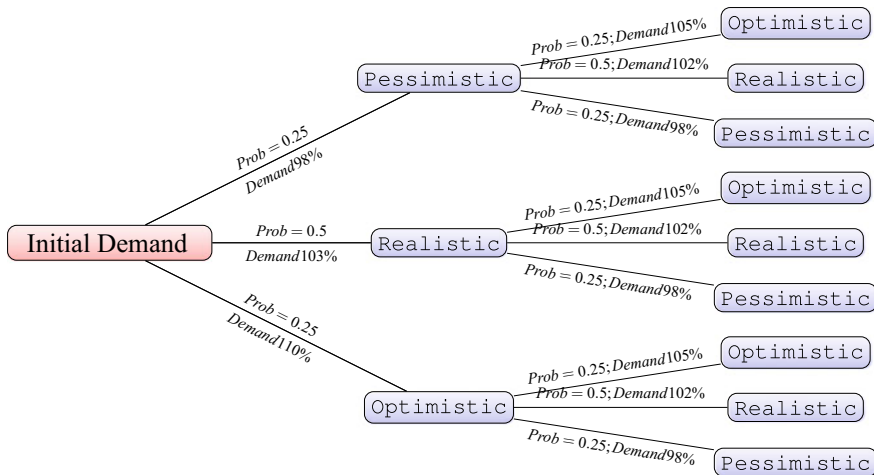 Optimistic
Prob = 0.25; Demand105%
Pessimistic
Prob = 0.5; Demand102%
Realistic
Prob = 0.25; Demand98%
Pessimistic
Prob = 0.25
Demand98%
Optimistic
Prob = 0.25; Demand105%
Initial Demand
Prob = 0.5
Demand103%
Realistic
Prob = 0.5; Demand102%
Realistic
Prob = 0.25; Demand98%
Pessimistic
Prob = 0.25
Demand110%
Optimistic
Prob = 0.25; Demand105%
Optimistic
Prob = 0.5; Demand102%
Realistic
Prob = 0.25; Demand98%
Pessimistic